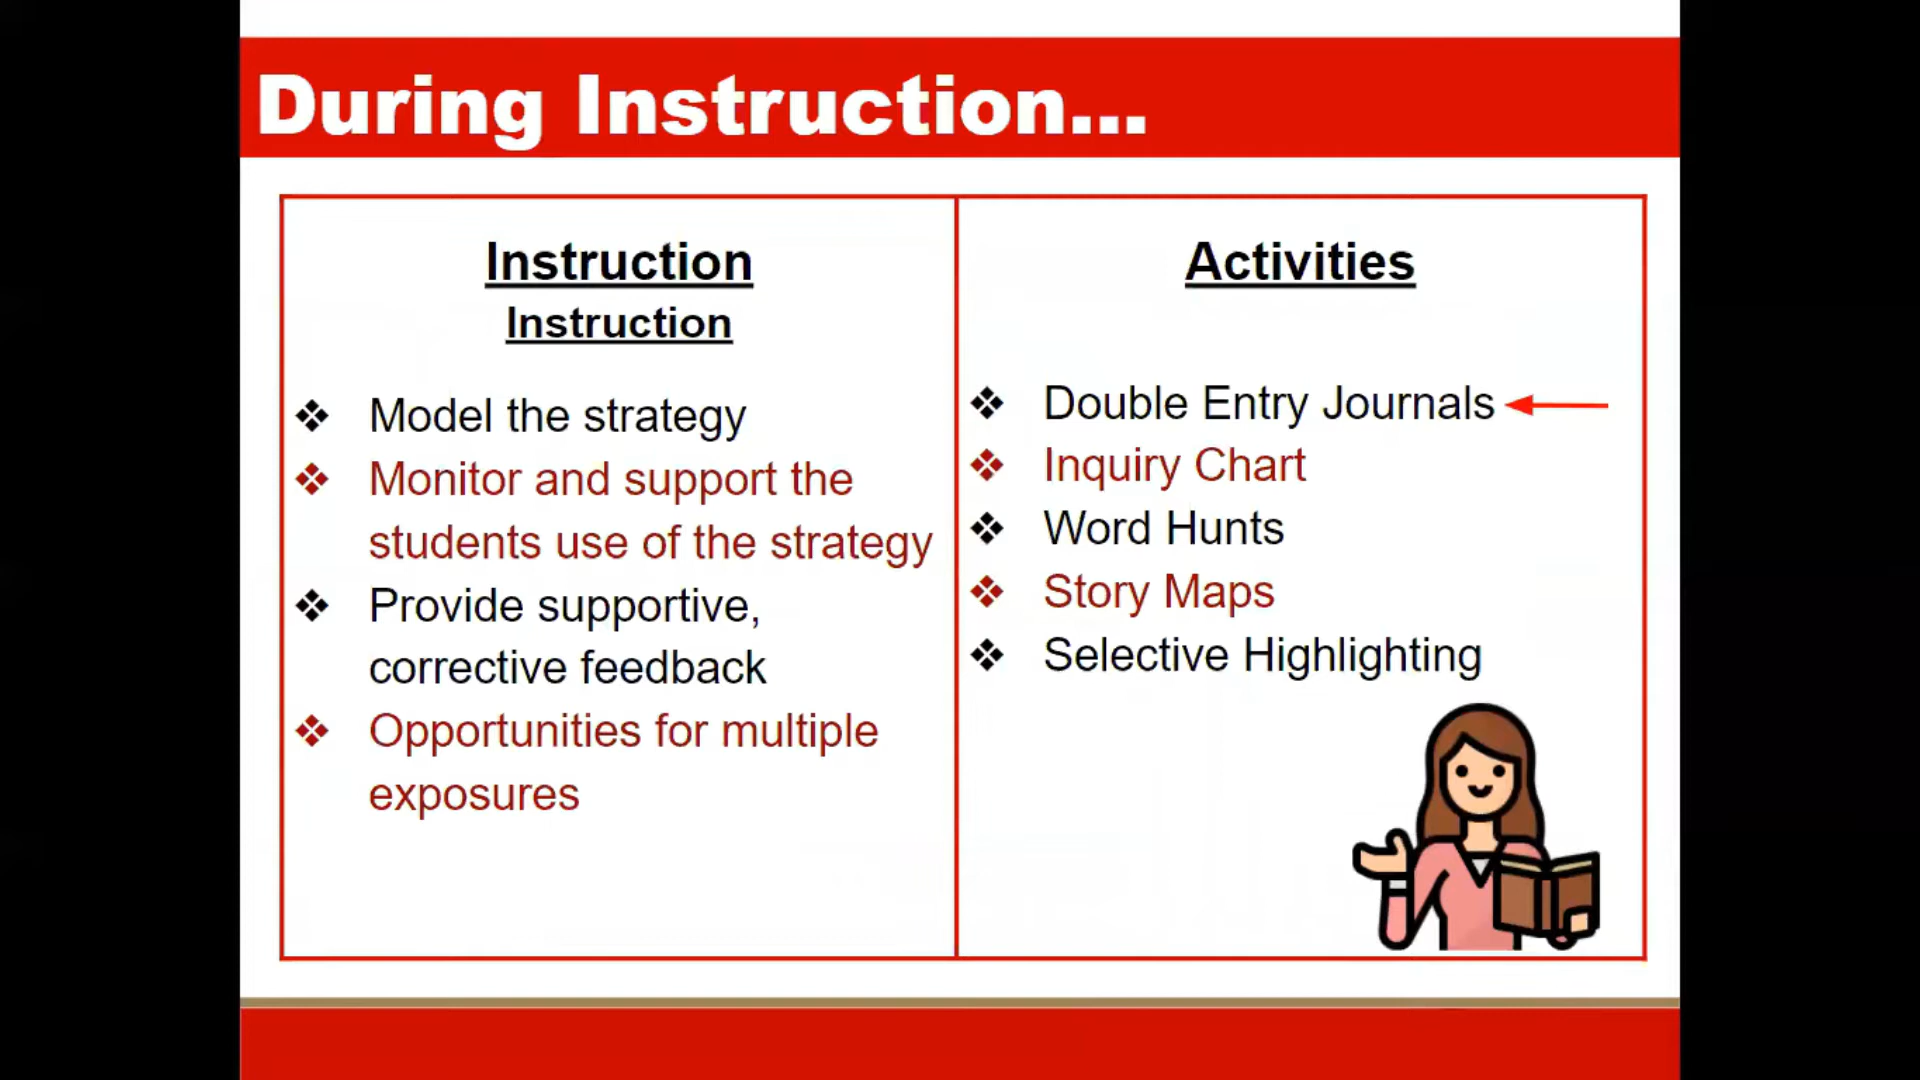 During Instruction...
Instruction
Instruction
Model the strategy
Monitor and support the
students use of the strategy
Provide supportive,
corrective feedback
Opportunities for multiple
exposures
Activities
Double Entry Journals
Inquiry Chart
Word Hunts
Story Maps
Selective Highlighting